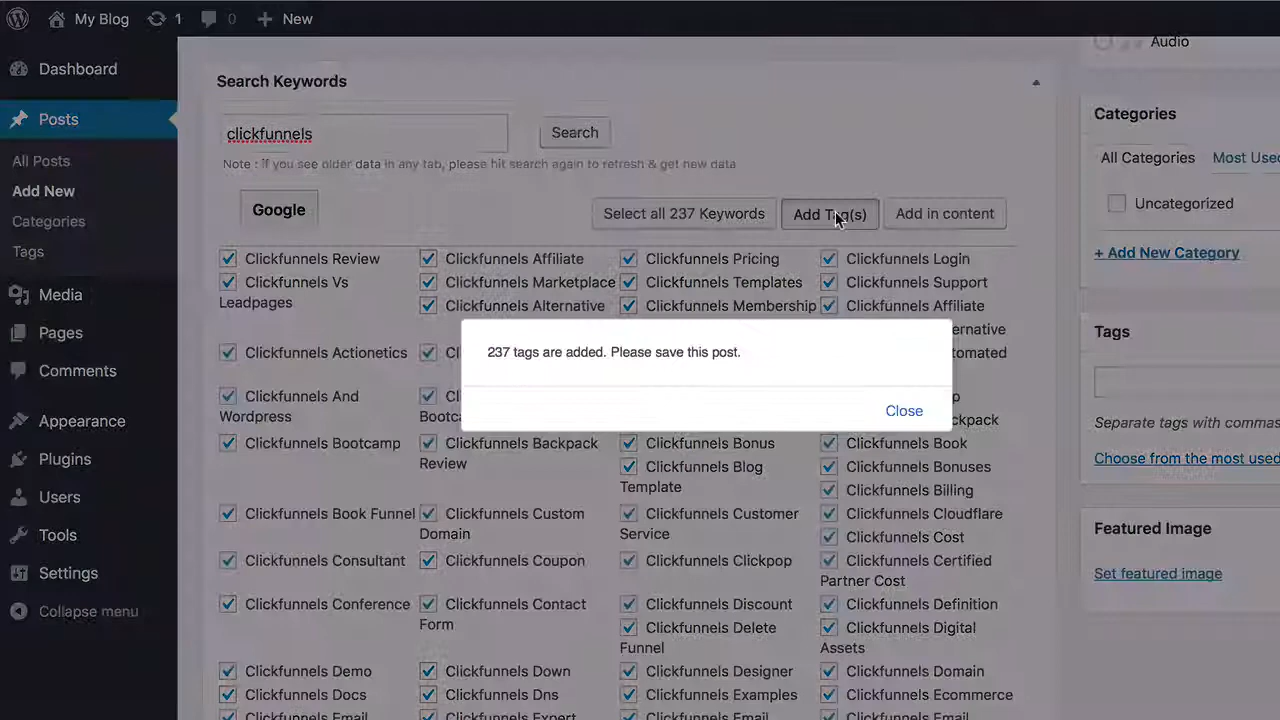 My Blog 1 0 New
Audio
Dashboard
Posts
All Posts
Add New
Categories
Tags
Media
Pages
Comments
Appearance
Plugins
Users
Tools
Settings
Collapse menu
Search Keywords
clickfunnels
Search
Note : If you see older data in any tab, please hit search again to refresh & get new data
Google
Select all 237 Keywords
Add Tag(s)
Add in content
Clickfunnels Review Clickfunnels Affiliate Clickfunnels Pricing Clickfunnels Login
Clickfunnels Vs Clickfunnels Marketplace Clickfunnels Templates Clickfunnels Support
Leadpages Clickfunnels Alternative Clickfunnels Membership Clickfunnels Affiliate
237 tags are added. Please save this post.
Close
Clickfunnels Actionetics
Clickfunnels And
Wordpress
Clickfunnels Bootcamp Clickfunnels Backpack Clickfunnels Bonus Clickfunnels Book
Review Clickfunnels Blog Clickfunnels Bonuses
Template Clickfunnels Billing
Clickfunnels Book Funnel Clickfunnels Custom Clickfunnels Customer Clickfunnels Cloudflare
Domain Service Clickfunnels Cost
Clickfunnels Consultant Clickfunnels Coupon Clickfunnels Clickpop Clickfunnels Certified
Partner Cost
Clickfunnels Conference Clickfunnels Contact Clickfunnels Discount Clickfunnels Definition
Form Clickfunnels Delete Clickfunnels Digital
Funnel Assets
Clickfunnels Demo Clickfunnels Down Clickfunnels Designer Clickfunnels Domain
Clickfunnels Docs Clickfunnels Dns Clickfunnels Examples Clickfunnels Ecommerce
Clickfunnels Email Clickfunnels Expert Clickfunnels Email Clickfunnels Email
Categories
All Categories Most Used
Uncategorized
+ Add New Category
Tags
Separate tags with commas
Choose from the most used
Featured Image
Set featured image